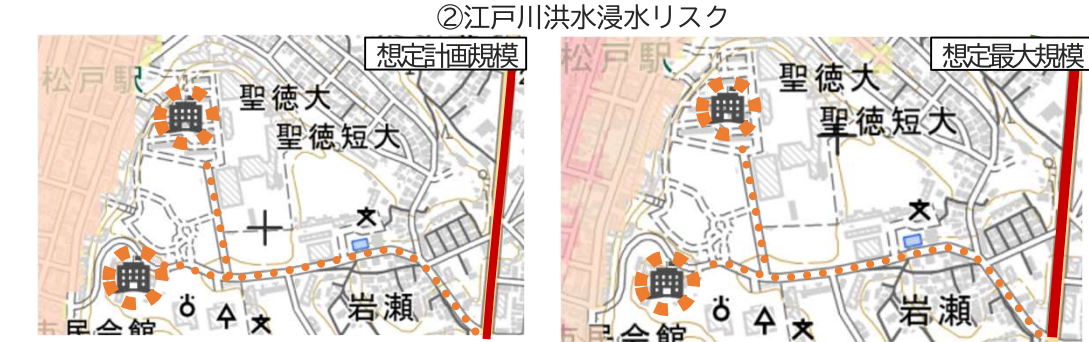 ②江戸川洪水浸水リスク
想定計画規模
松戸駅
聖徳大
聖徳短大
岩瀬
市民会館
想定最大規模
松戸駅
聖徳大
聖徳短大
岩瀬
市民会館